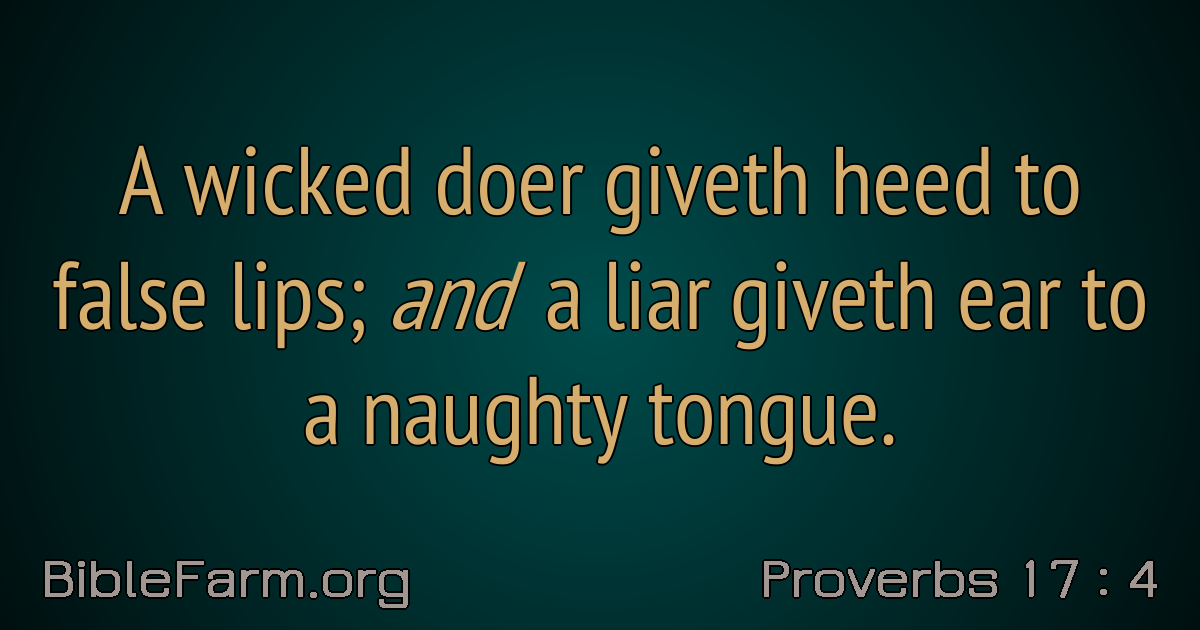 A wicked doer giveth heed to
false lips; and a liar giveth ear to
a naughty tongue.
BibleFarm.org
Proverbs 17 : 4